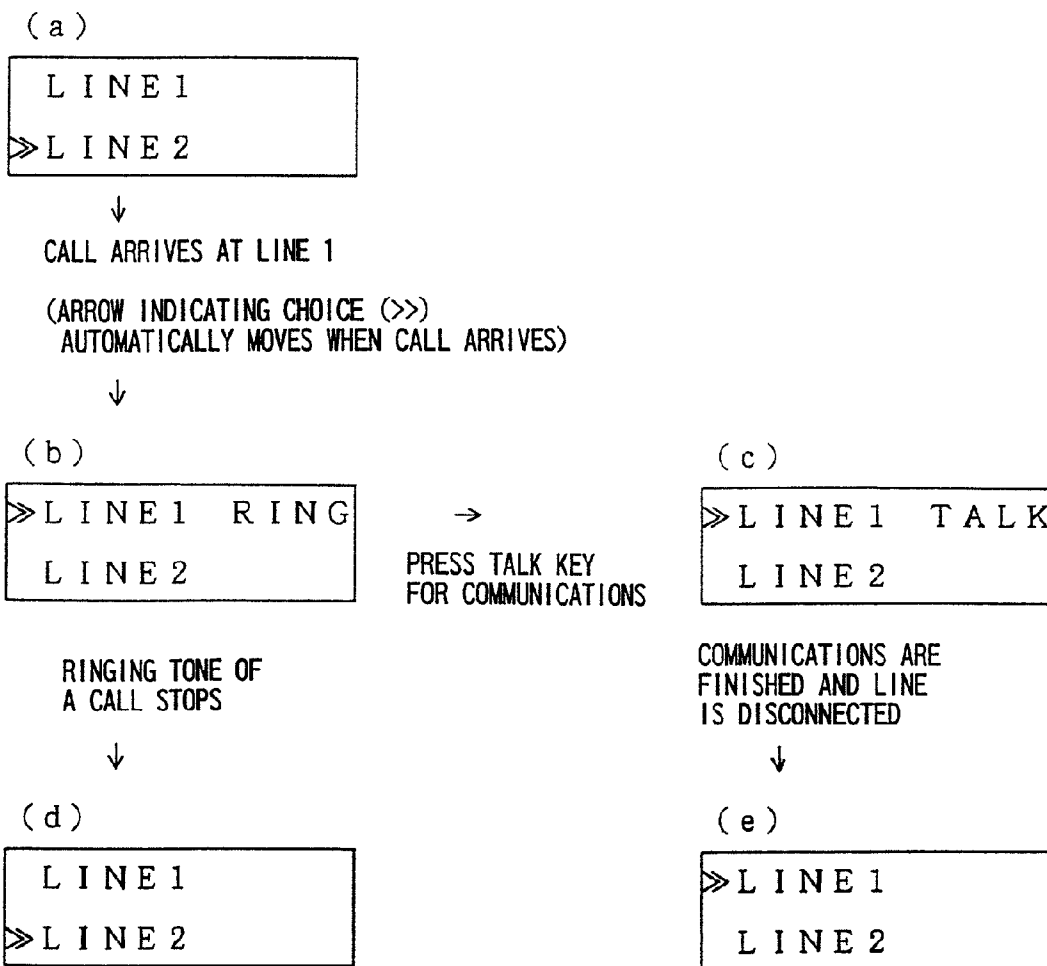 (a)
LINE1
≫LINE2
↓
CALL ARRIVES AT LINE 1
(ARROW INDICATING CHOICE (>>)
AUTOMATICALLY MOVES WHEN CALL ARRIVES)
↓
(b)
≫LINE1 RING
LINE2
→
PRESS TALK KEY
FOR COMMUNICATIONS
(c)
≫LINE1 TALK
LINE2
RINGING TONE OF
A CALL STOPS
↓
(d)
LINE1
≫LINE2
COMMUNICATIONS ARE
FINISHED AND LINE
IS DISCONNECTED
↓
(e)
≫LINE1
LINE2